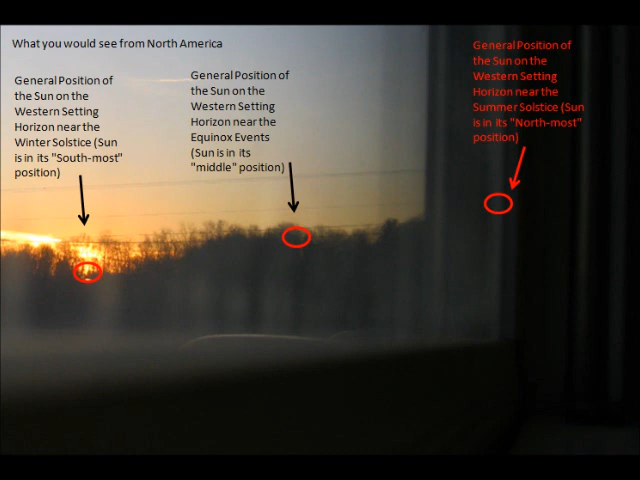 What you would see from North America
General Position of
the Sun on the
Western Setting
Horizon near the
Winter Solstice (Sun
is in its "South-most"
position)
General Position of
the Sun on the
Western Setting
Horizon near the
Equinox Events
(Sun is in its
"middle" position)
General Position of
the Sun on the
Western Setting
Horizon near the
Summer Solstice (Sun
is in its "North-most"
position)